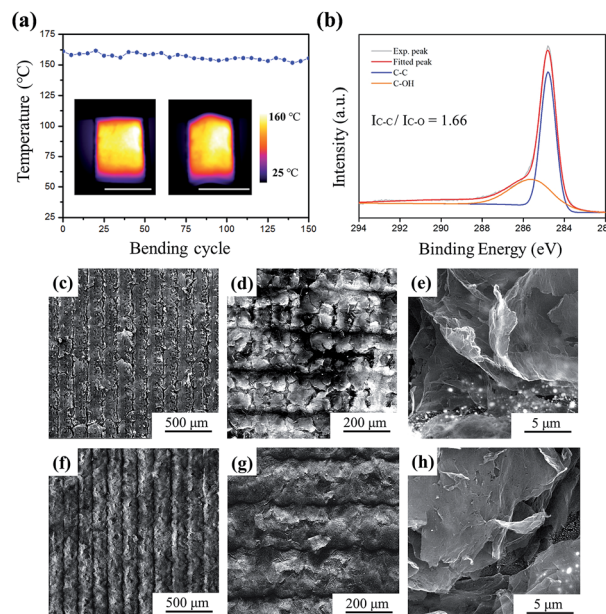 (a)
175
150
125
100
75
50
25
0
25
50
75
100
125
150
Temperature (℃)
Bending cycle
160 ℃
25 ℃
(b)
Exp. peak
Fitted peak
C-C
C-OH
IC-C / IC-O = 1.66
Intensity (a.u.)
294
292
290
288
286
284
282
Binding Energy (eV)
(c)
500 μm
(d)
200 μm
(e)
5 μm
(f)
500 μm
(g)
200 μm
(h)
5 μm